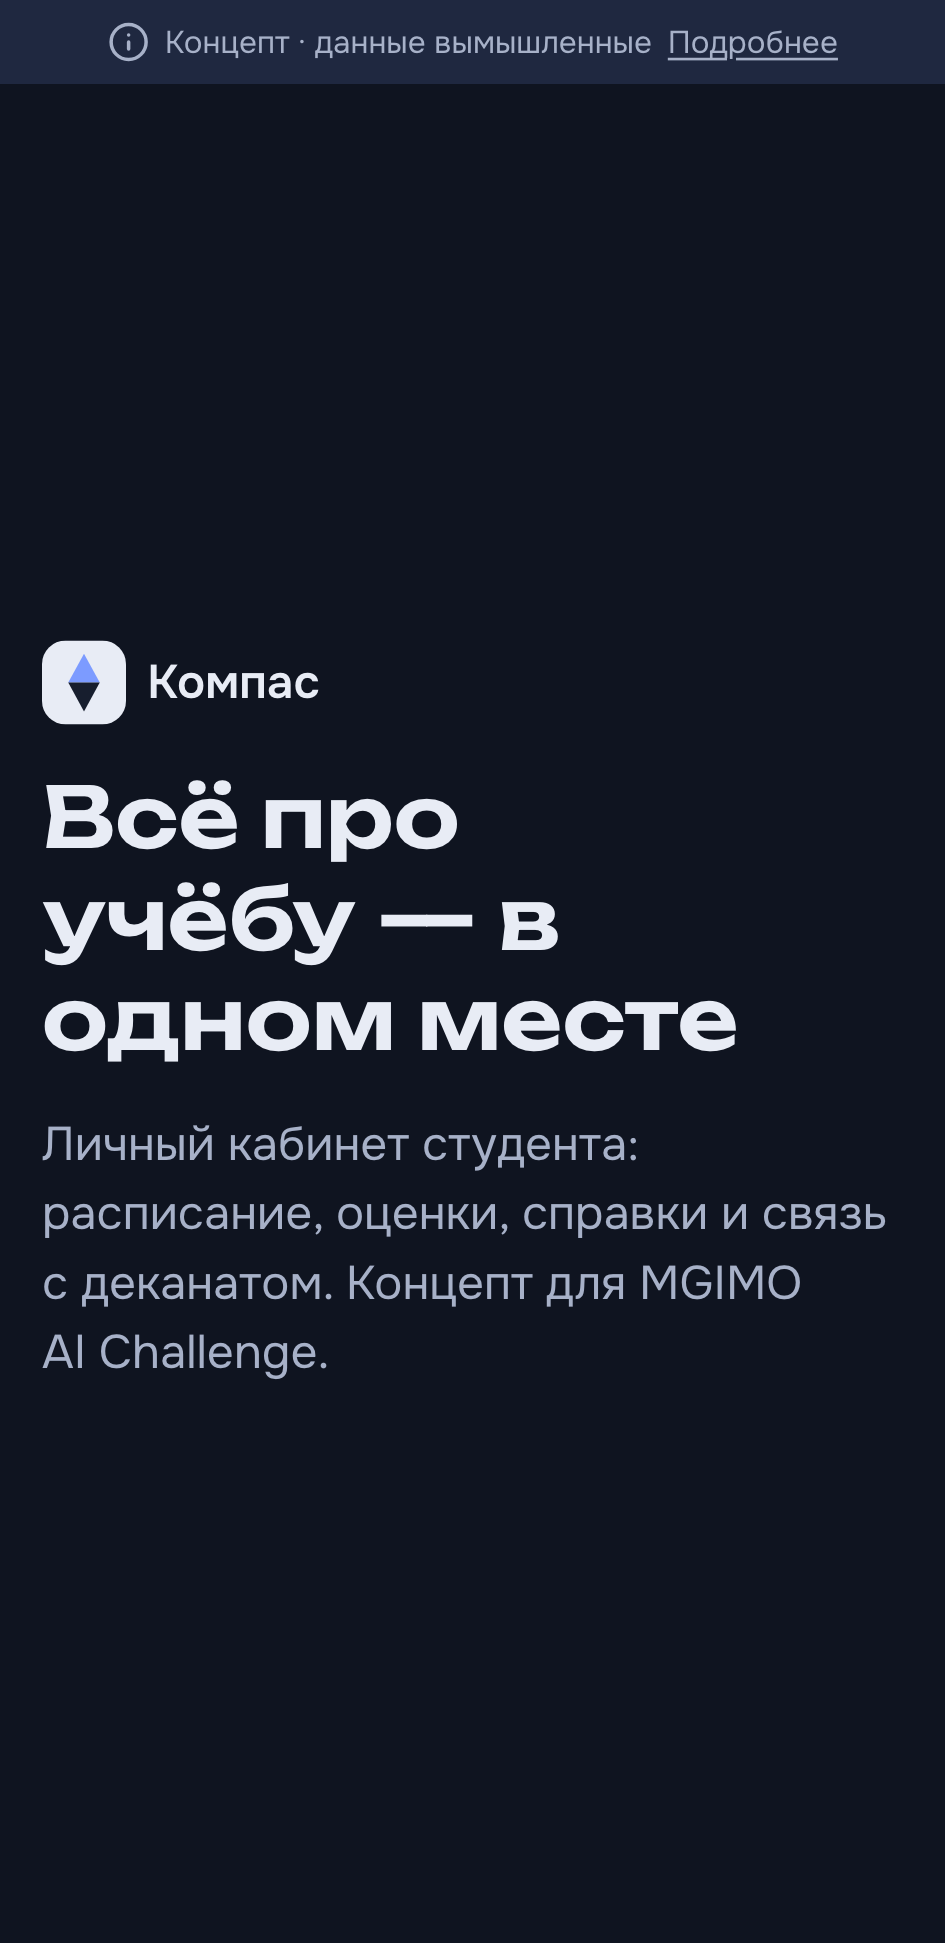 Концепт · данные вымышленные Подробнее
Компас
Всё про
учёбу — в
одном месте
Личный кабинет студента:
расписание, оценки, справки и связь
с деканатом. Концепт для MGIMO
AI Challenge.